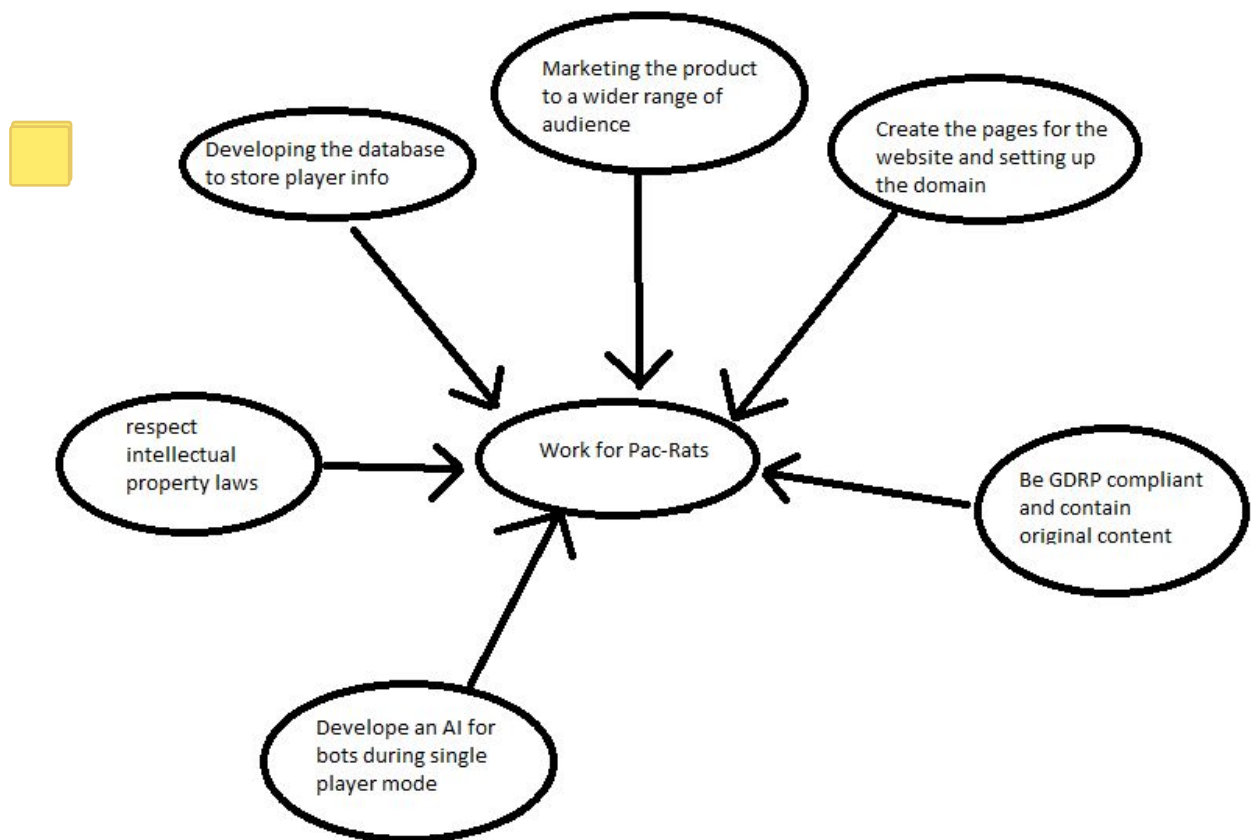 Marketing the product
to a wider range of
audience
Developing the database
to store player info
Create the pages for the
website and setting up
the domain
respect
intellectual
property laws
Work for Pac-Rats
Be GDRP compliant
and contain
original content
Develope an AI for
bots during single
player mode